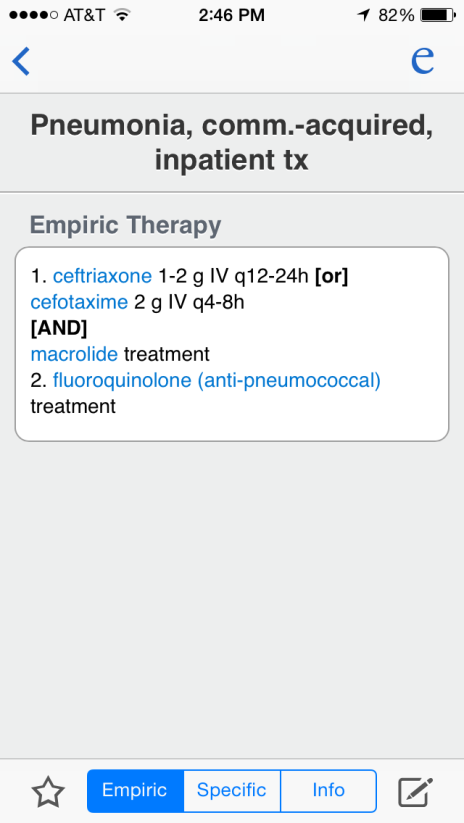 AT&T 2:46 PM 82%
e
Pneumonia, comm.-acquired,
inpatient tx
Empiric Therapy
1. ceftriaxone 1-2 g IV q12-24h [or]
cefotaxime 2 g IV q4-8h
[AND]
macrolide treatment
2. fluoroquinolone (anti-pneumococcal)
treatment
Empiric Specific Info